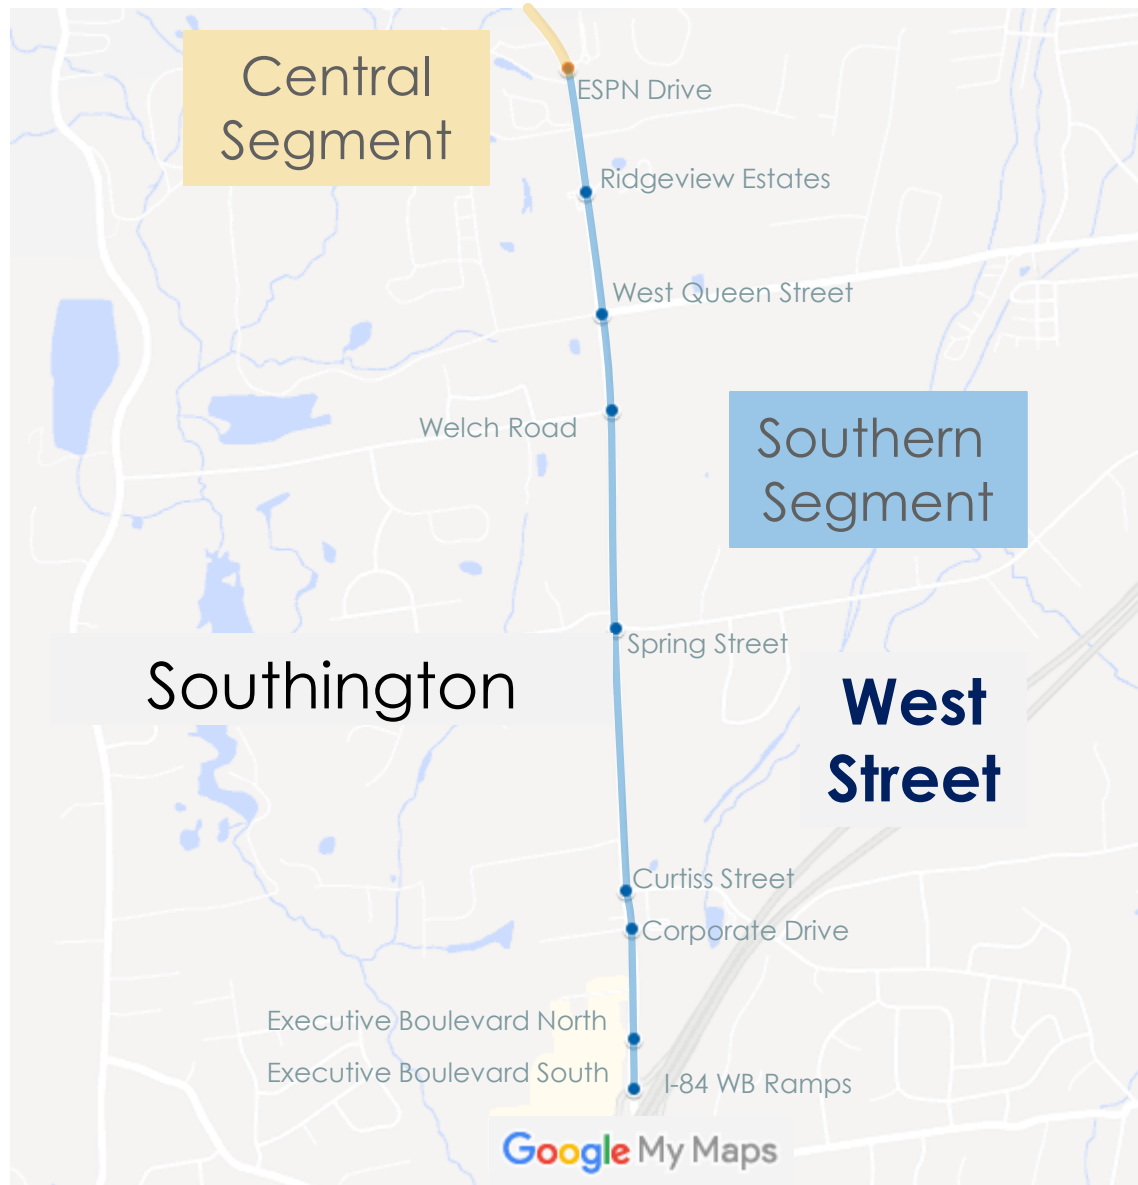 Central
Segment
ESPN Drive
Ridgeview Estates
West Queen Street
Welch Road
Southern
Segment
Spring Street
Southington
West
Street
Curtiss Street
Corporate Drive
Executive Boulevard North
Executive Boulevard South
I-84 WB Ramps
Google My Maps